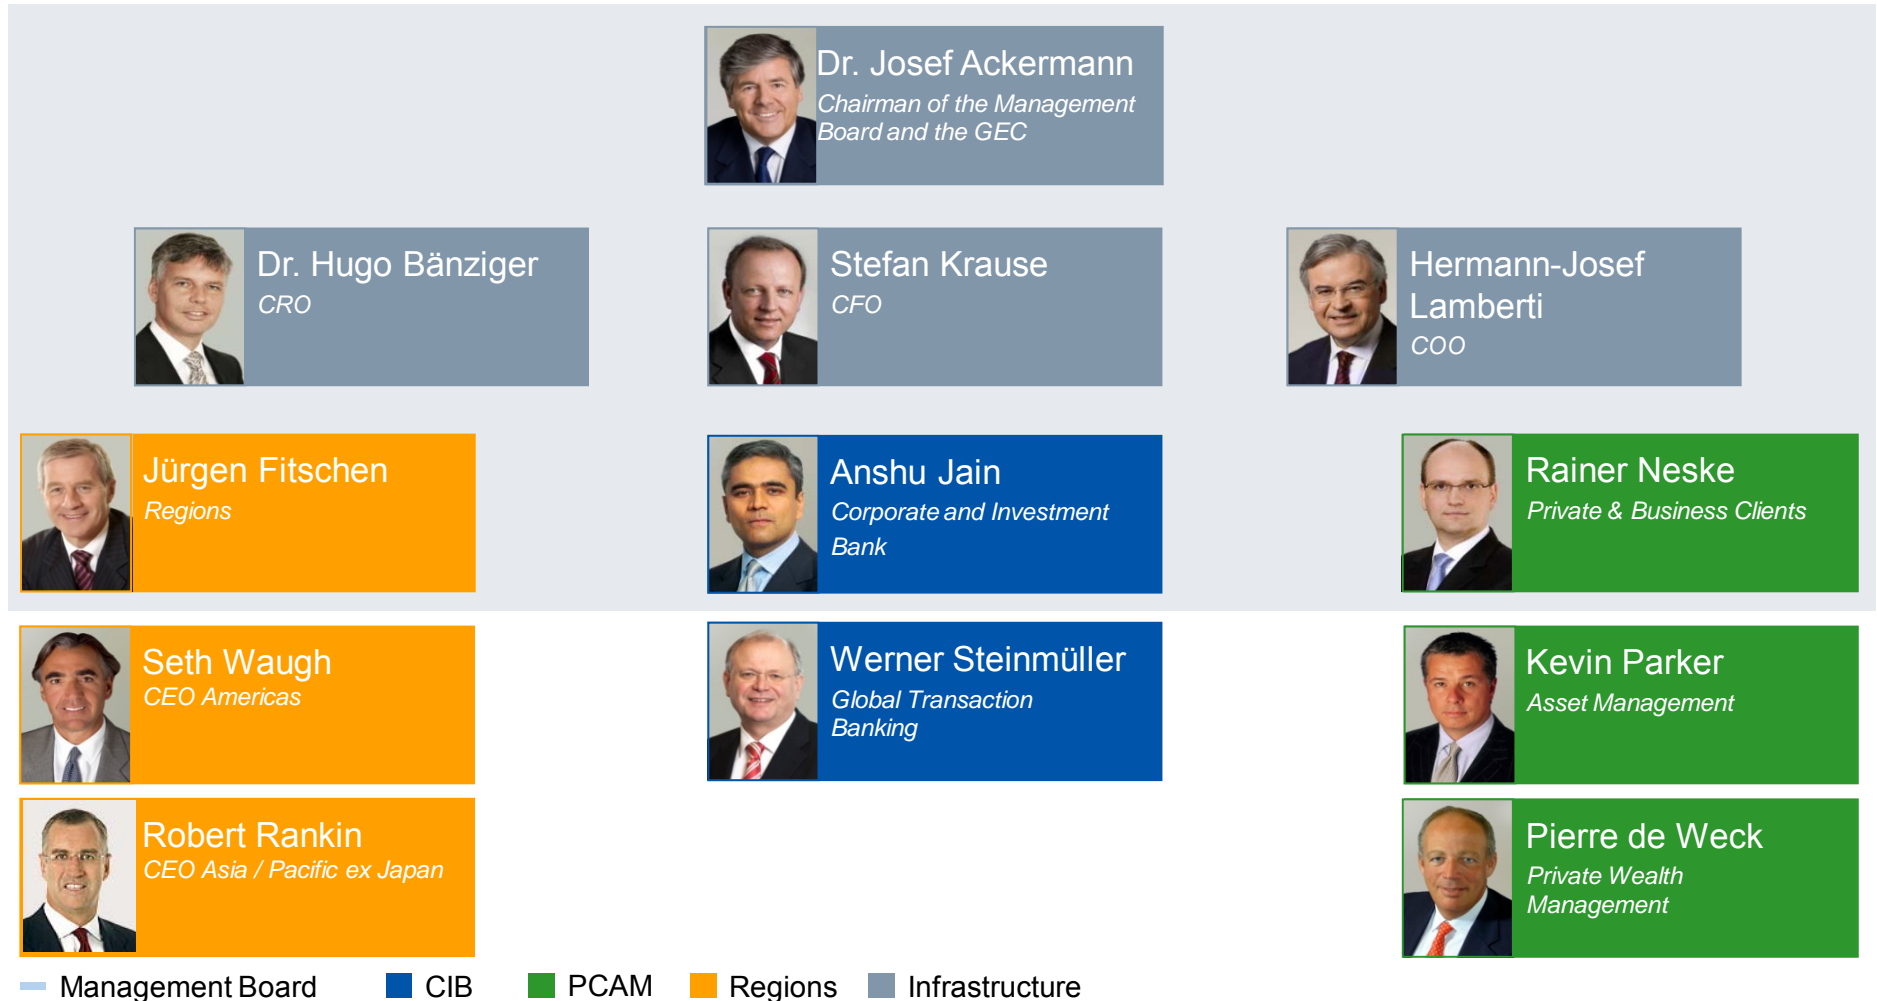 Dr. Josef Ackermann
Chairman of the Management
Board and the GEC
Dr. Hugo Bänziger
CRO
Stefan Krause
CFO
Hermann-Josef
Lamberti
COO
Jürgen Fitschen
Regions
Anshu Jain
Corporate and Investment
Bank
Rainer Neske
Private & Business Clients
Seth Waugh
CEO Americas
Werner Steinmüller
Global Transaction
Banking
Kevin Parker
Asset Management
Robert Rankin
CEO Asia / Pacific ex Japan
Pierre de Weck
Private Wealth
Management
Management Board CIB PCAM Regions Infrastructure